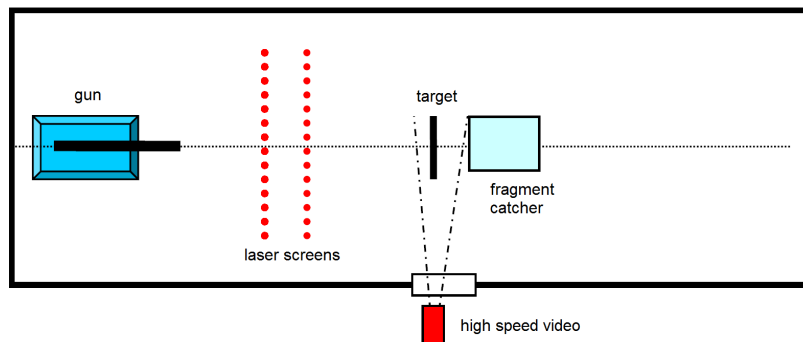 gun
target
fragment
catcher
laser screens
high speed video